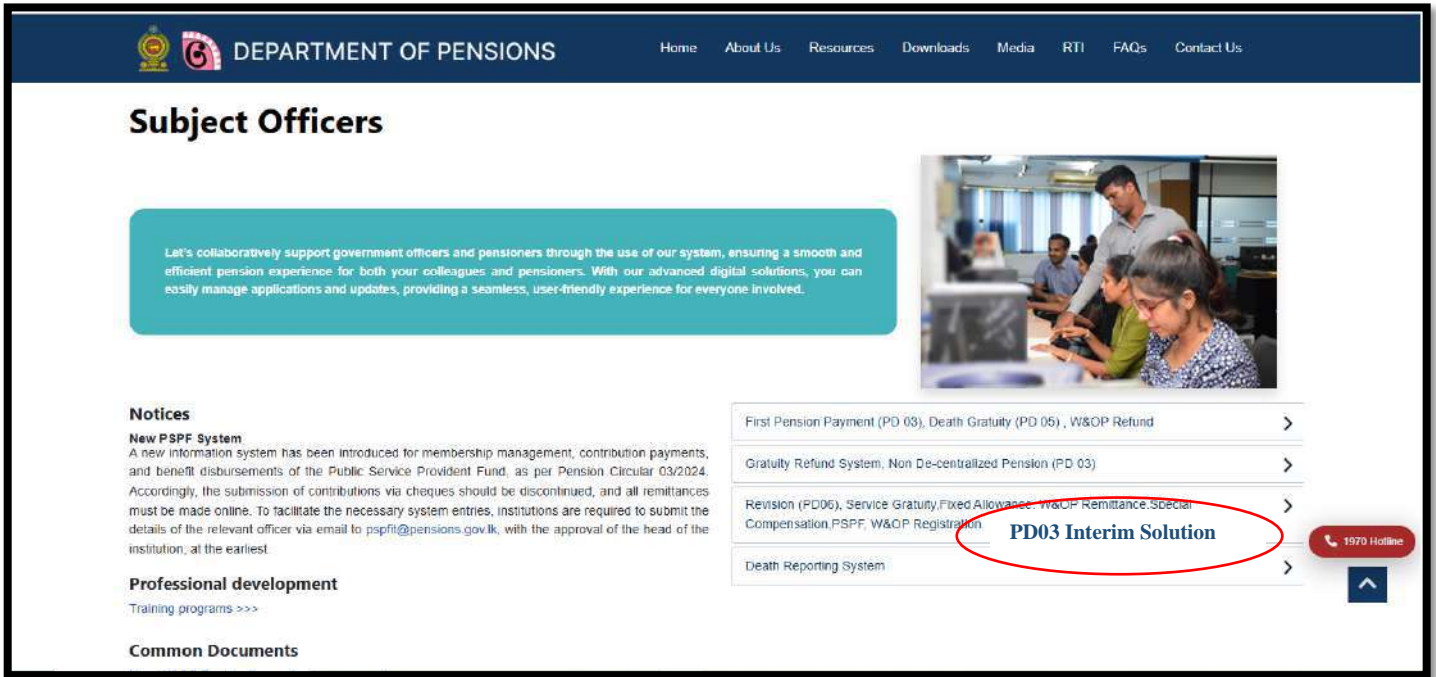 DEPARTMENT OF PENSIONS
Home About Us Resources Downloads Media RTI FAQs Contact Us
Subject Officers
Let's collaboratively support government officers and pensioners through the use of our system, ensuring a smooth and
efficient pension experience for both your colleagues and pensioners. With our advanced digital solutions, you can
easily manage applications and updates, providing a seamless, user-friendly experience for everyone involved.
Notices
New PSPF System
A new information system has been introduced for membership management, contribution payments,
and benefit disbursements of the Public Service Provident Fund, as per Pension Circular 03/2024.
Accordingly, the submission of contributions via cheques should be discontinued, and all remittances
must be made online. To facilitate the necessary system entries, institutions are required to submit the
details of the relevant officer via email to pspfit@pensions.gov.lk, with the approval of the head of the
institution, at the earliest.
Professional development
Training programs >>>
Common Documents
First Pension Payment (PD 03), Death Gratuity (PD 05) , W&OP Refund
Gratuity Refund System, Non De-centralized Pension (PD 03)
Revision (PD06), Service Gratuity,Fixed Allowance, W&OP Remittance,Special
Compensation,PSPF, W&OP Registration
PD03 Interim Solution
Death Reporting System
1970 Hotline